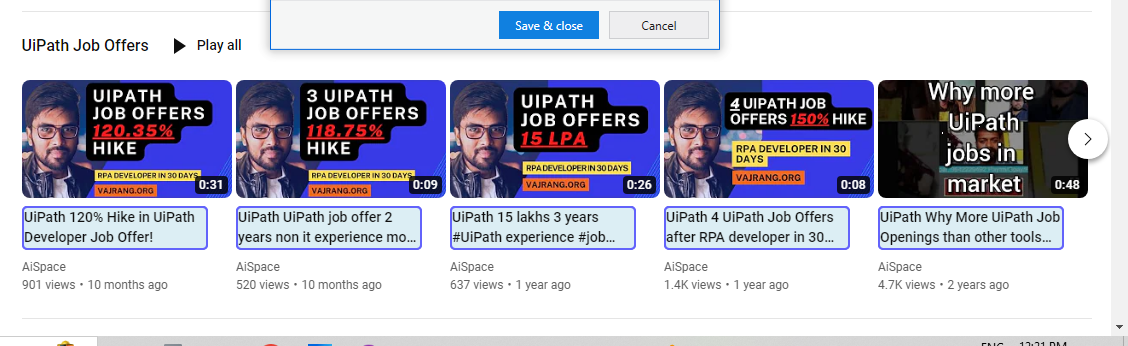 Save & close
Cancel
UiPath Job Offers
Play all
UIPATH
JOB OFFERS
120.35%
HIKE
RPA DEVELOPER IN 30 DAYS
VAJRANG.ORG
0:31
3 UIPATH
JOB OFFERS
118.75%
HIKE
RPA DEVELOPER IN 30 DAYS
VAJRANG.ORG
0:09
UIPATH
JOB OFFERS
15 LPA
RPA DEVELOPER IN 30 DAYS
VAJRANG.ORG
0:26
4 UIPATH JOB
OFFERS 150% HIKE
RPA DEVELOPER IN 30
DAYS
VAJRANG.ORG
0:08
Why more
UiPath
jobs in
market
0:48
UiPath 120% Hike in UiPath
Developer Job Offer!
AiSpace
901 views • 10 months ago
UiPath UiPath job offer 2
years non it experience mo...
AiSpace
520 views • 10 months ago
UiPath 15 lakhs 3 years
#UiPath experience #job...
AiSpace
637 views • 1 year ago
UiPath 4 UiPath Job Offers
after RPA developer in 30...
AiSpace
1.4K views • 1 year ago
UiPath Why More UiPath Job
Openings than other tools...
AiSpace
4.7K views • 2 years ago